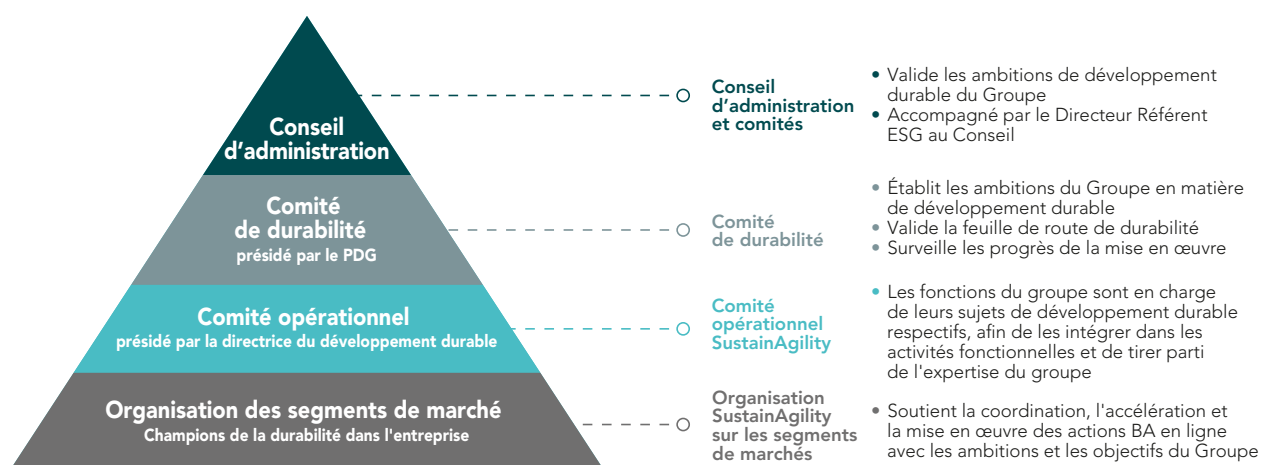 Conseil
d'administration
Conseil
d'administration
et comités
• Valide les ambitions de développement
durable du Groupe
• Accompagné par le Directeur Référent
ESG au Conseil
Comité
de durabilité
présidé par le PDG
Comité
de durabilité
• Établit les ambitions du Groupe en matière
de développement durable
• Valide la feuille de route de durabilité
• Surveille les progrès de la mise en œuvre
Comité opérationnel
présidé par la directrice du développement durable
Comité
opérationnel
SustainAgility
• Les fonctions du groupe sont en charge
de leurs sujets de développement durable
respectifs, afin de les intégrer dans les
activités fonctionnelles et de tirer parti
de l'expertise du groupe
Organisation des segments de marché
Champions de la durabilité dans l'entreprise
Organisation
SustainAgility
sur les segments
de marchés
• Soutient la coordination, l'accélération et
la mise en œuvre des actions BA en ligne
avec les ambitions et les objectifs du Groupe